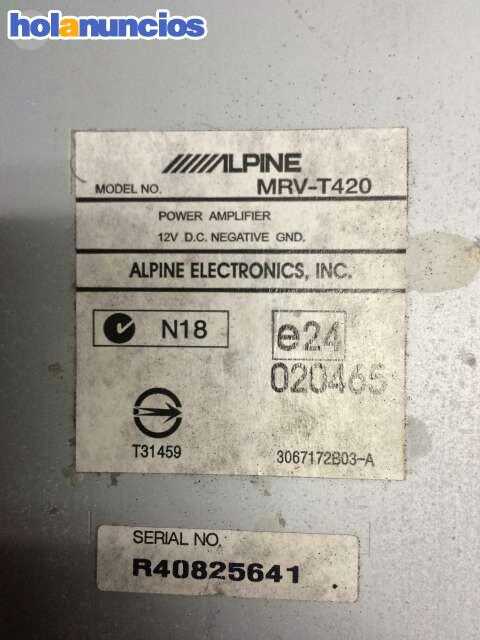 holanuncios
ALPINE
MODEL NO. MRV-T420
POWER AMPLIFIER
12V D.C. NEGATIVE GND.
ALPINE ELECTRONICS, INC.
N18
e24
020465
T31459
3067172B03-A
SERIAL NO.
R40825641